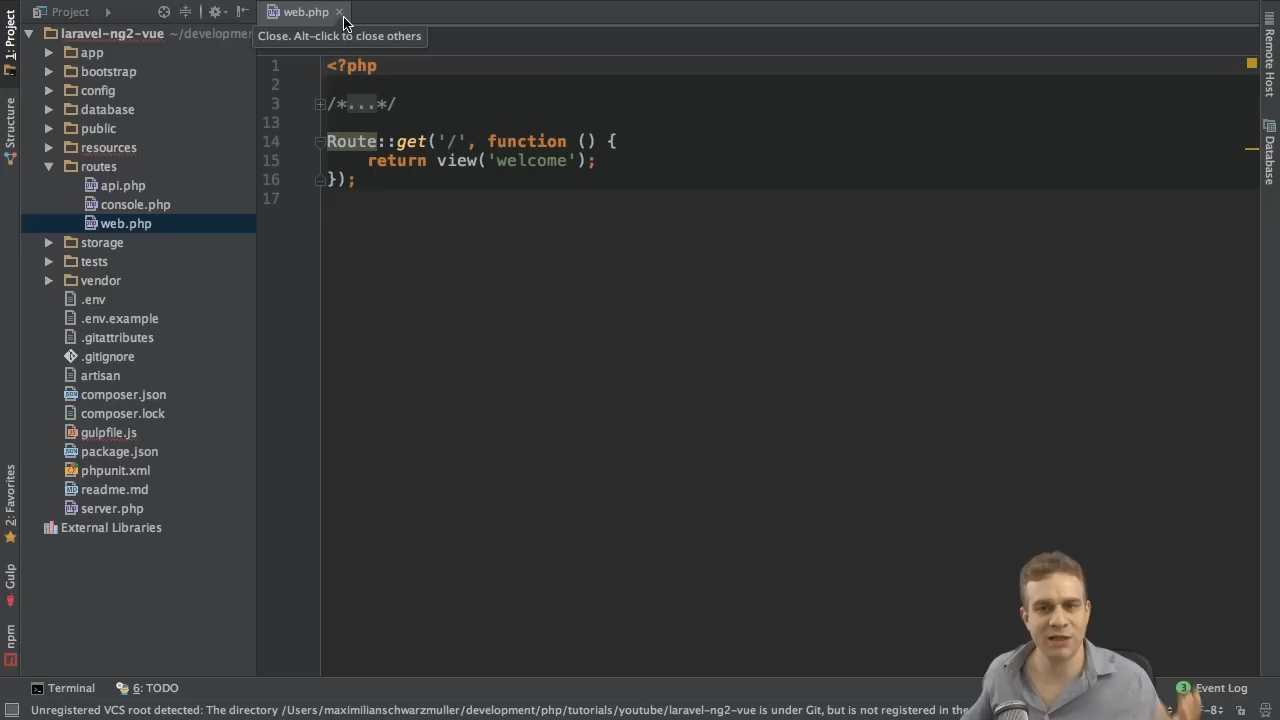 Project
web.php
1: Project
laravel-ng2-vue ~/developmen
Close. Alt-click to close others
app
bootstrap
config
database
public
resources
routes
api.php
console.php
web.php
storage
tests
vendor
.env
.env.example
.gitattributes
.gitignore
artisan
composer.json
composer.lock
gulpfile.js
package.json
phpunit.xml
readme.md
server.php
External Libraries
Structure
2: Favorites
Gulp
npm
1 <?php
2
3 /*...*/
13
14 Route::get('/', function () {
15 return view('welcome');
16 });
17
Remote Host
Database
Terminal
6: TODO
3 Event Log
Unregistered VCS root detected: The directory /Users/maximilianschwarzmuller/development/php/tutorials/youtube/laravel-ng2-vue is under Git, but is not registered in the
F-8